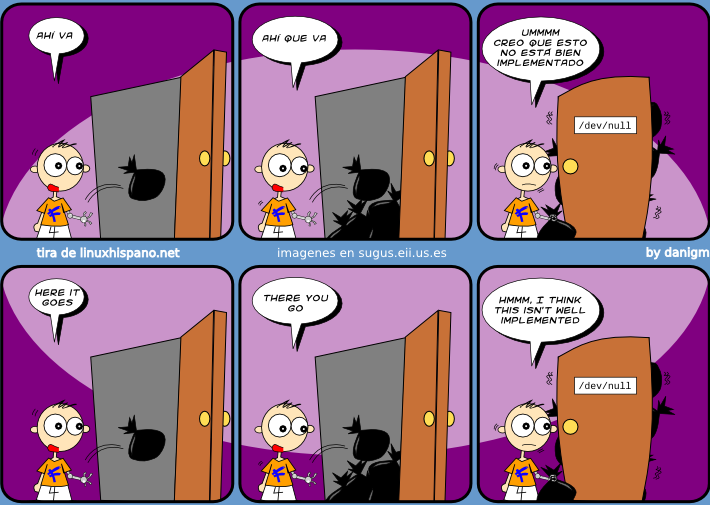 AHÍ VA
AHÍ QUE VA
UMMMM
CREO QUE ESTO
NO ESTÁ BIEN
IMPLEMENTADO
/dev/null
tira de linuxhispano.net
imagenes en sugus.eii.us.es
by danigm
HERE IT
GOES
THERE YOU
GO
HMMM, I THINK
THIS ISN'T WELL
IMPLEMENTED
/dev/null